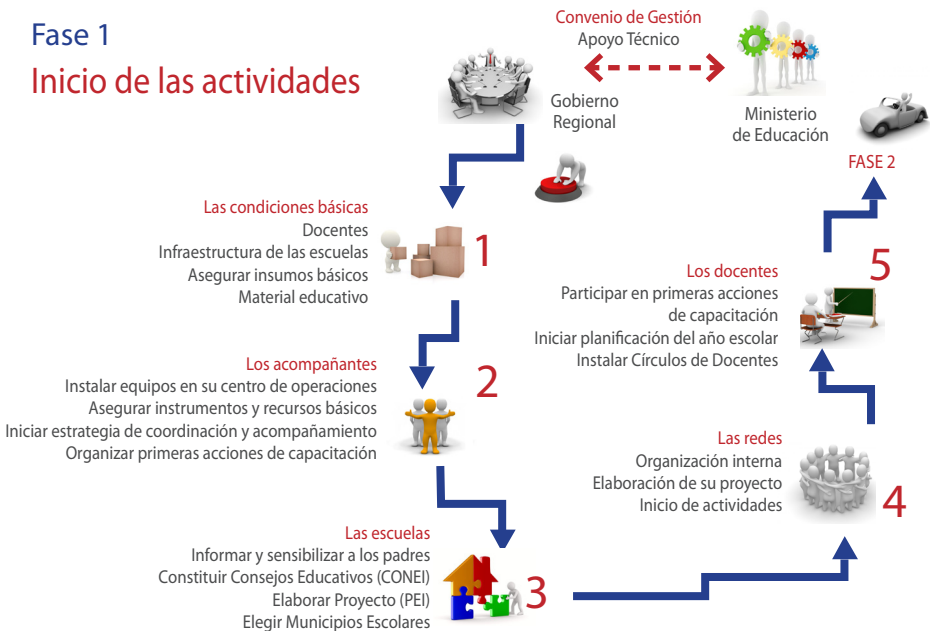 Fase 1
Inicio de las actividades
Convenio de Gestión
Apoyo Técnico
Gobierno
Regional
Ministerio
de Educación
FASE 2
Las condiciones básicas
Docentes
Infraestructura de las escuelas
Asegurar insumos básicos
Material educativo
1
Los acompañantes
Instalar equipos en su centro de operaciones
Asegurar instrumentos y recursos básicos
Iniciar estrategia de coordinación y acompañamiento
Organizar primeras acciones de capacitación
2
Las escuelas
Informar y sensibilizar a los padres
Constituir Consejos Educativos (CONEI)
Elaborar Proyecto (PEI)
Elegir Municipios Escolares
3
Las redes
Organización interna
Elaboración de su proyecto
Inicio de actividades
4
Los docentes
Participar en primeras acciones
de capacitación
Iniciar planificación del año escolar
Instalar Círculos de Docentes
5